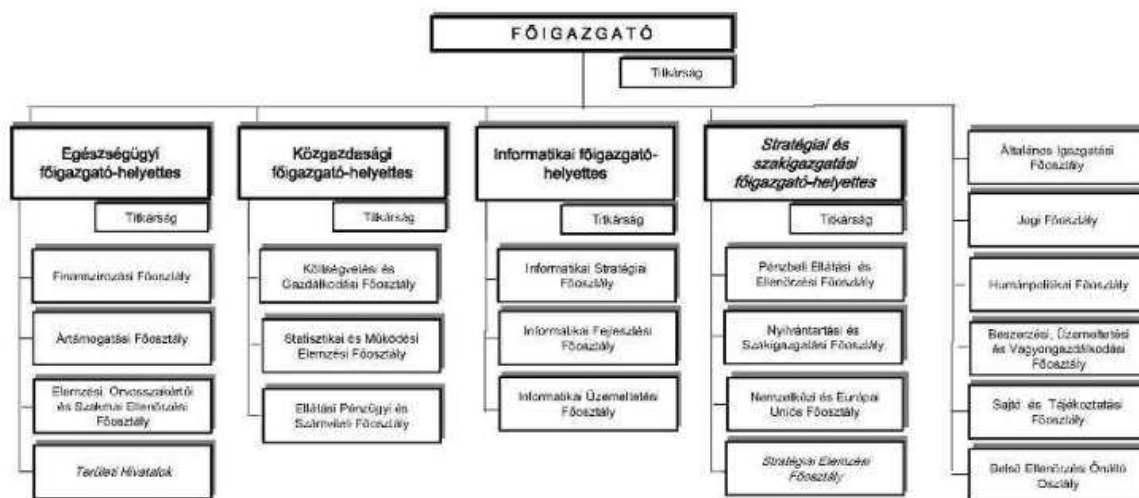 FŐIGAZGATÓ
Titkárság
Egészségügyi
főigazgató-helyettes
Titkárság
Finanszírozási Főosztály
Ártámogatási Főosztály
Elemzési, Orvosszakértői
és Szakmai Ellenőrzési
Főosztály
Területi Hivatalok
Közgazdasági
főigazgató-helyettes
Titkárság
Költségvetési és
Gazdálkodási Főosztály
Statisztikai és Működési
Elemzési Főosztály
Ellátási Pénzügyi és
Számviteli Főosztály
Informatikai főigazgató-
helyettes
Titkárság
Informatikai Stratégiai
Főosztály
Informatikai Fejlesztési
Főosztály
Informatikai Üzemeltetési
Főosztály
Stratégiai és
szakigazgatási
főigazgató-helyettes
Titkárság
Pénzbeli Ellátási és
Ellenőrzési Főosztály
Nyilvántartási és
Szakigazgatási Főosztály
Nemzetközi és Európai
Uniós Főosztály
Stratégiai Elemzési
Főosztály
Általános Igazgatási
Főosztály
Jogi Főosztály
Humánpolitikai Főosztály
Beszerzési, Üzemeltetési
és Vagyongazdálkodási
Főosztály
Sajtó és Tájékoztatási
Főosztály
Belső Ellenőrzési Önálló
Osztály